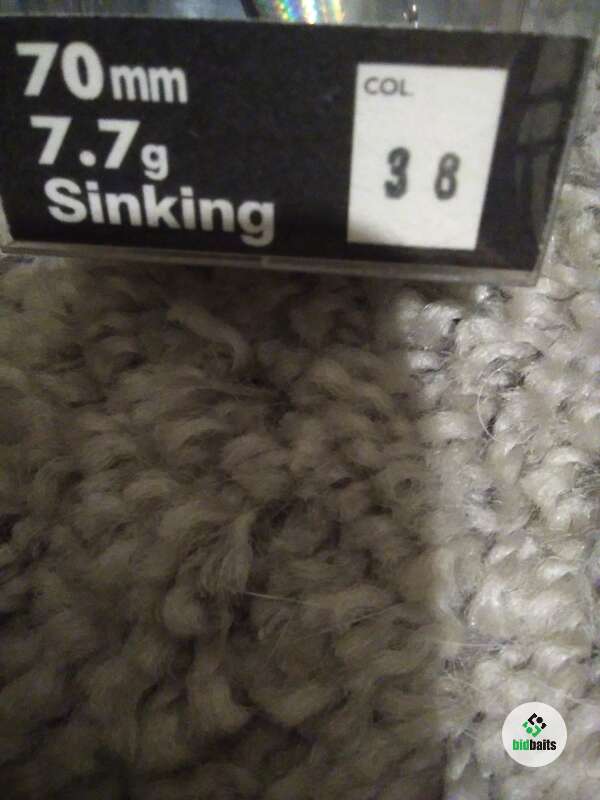 70mm
7.7g
Sinking
COL.
38
bidbaits